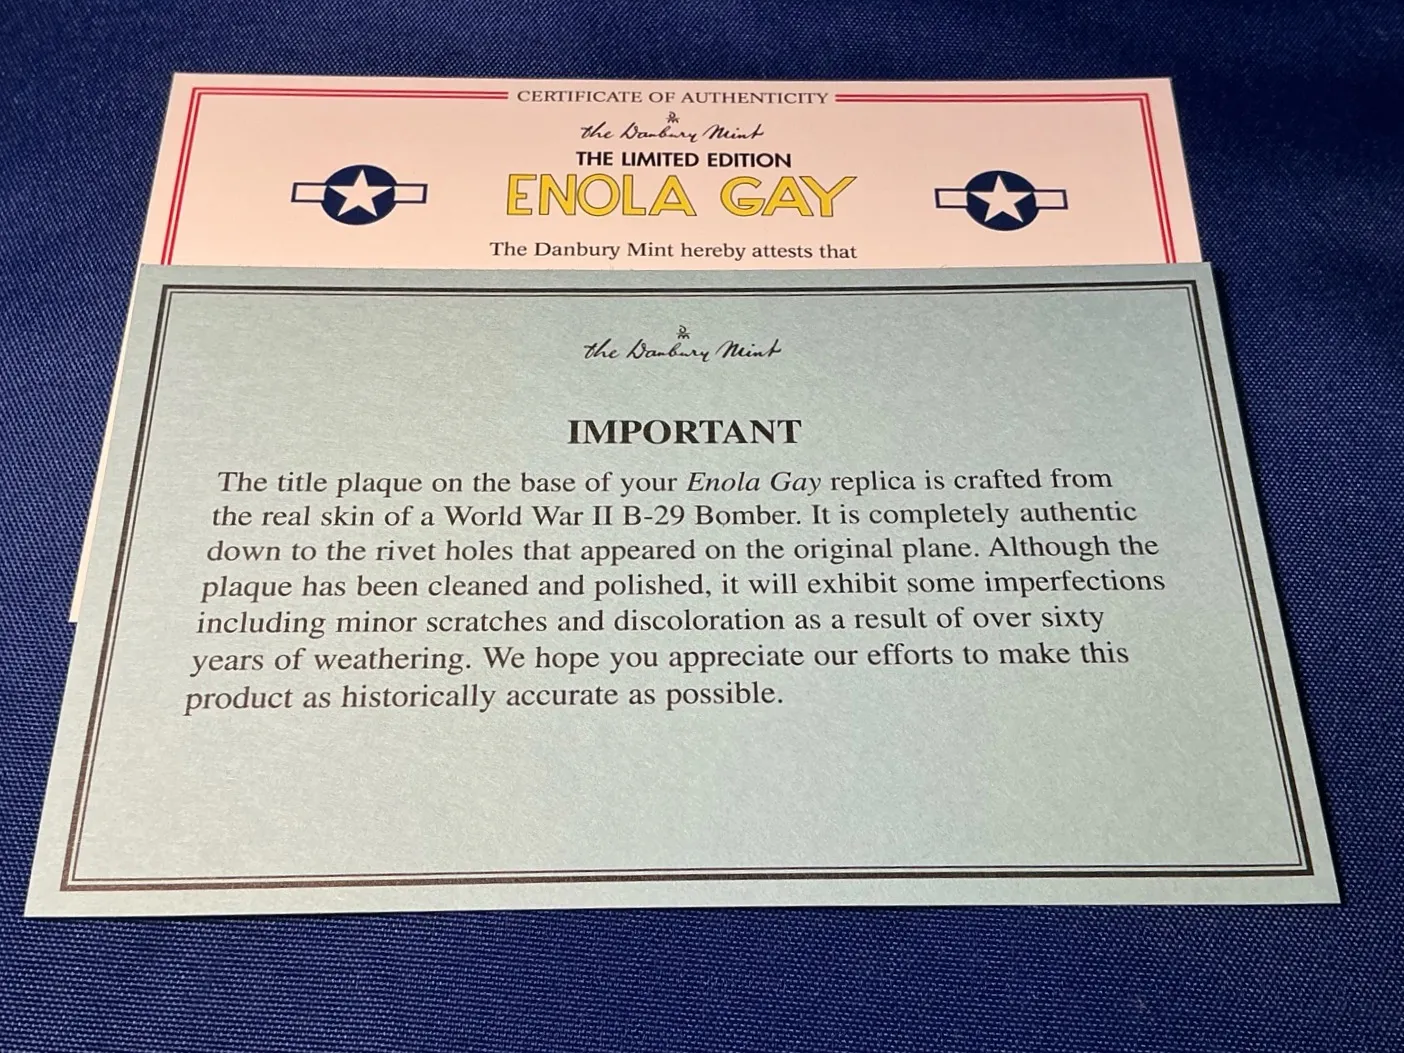 CERTIFICATE OF AUTHENTICITY
the Danbury Mint
THE LIMITED EDITION
ENOLA GAY
The Danbury Mint hereby attests that
the Danbury Mint
IMPORTANT
The title plaque on the base of your Enola Gay replica is crafted from
the real skin of a World War II B-29 Bomber. It is completely authentic
down to the rivet holes that appeared on the original plane. Although the
plaque has been cleaned and polished, it will exhibit some imperfections
including minor scratches and discoloration as a result of over sixty
years of weathering. We hope you appreciate our efforts to make this
product as historically accurate as possible.